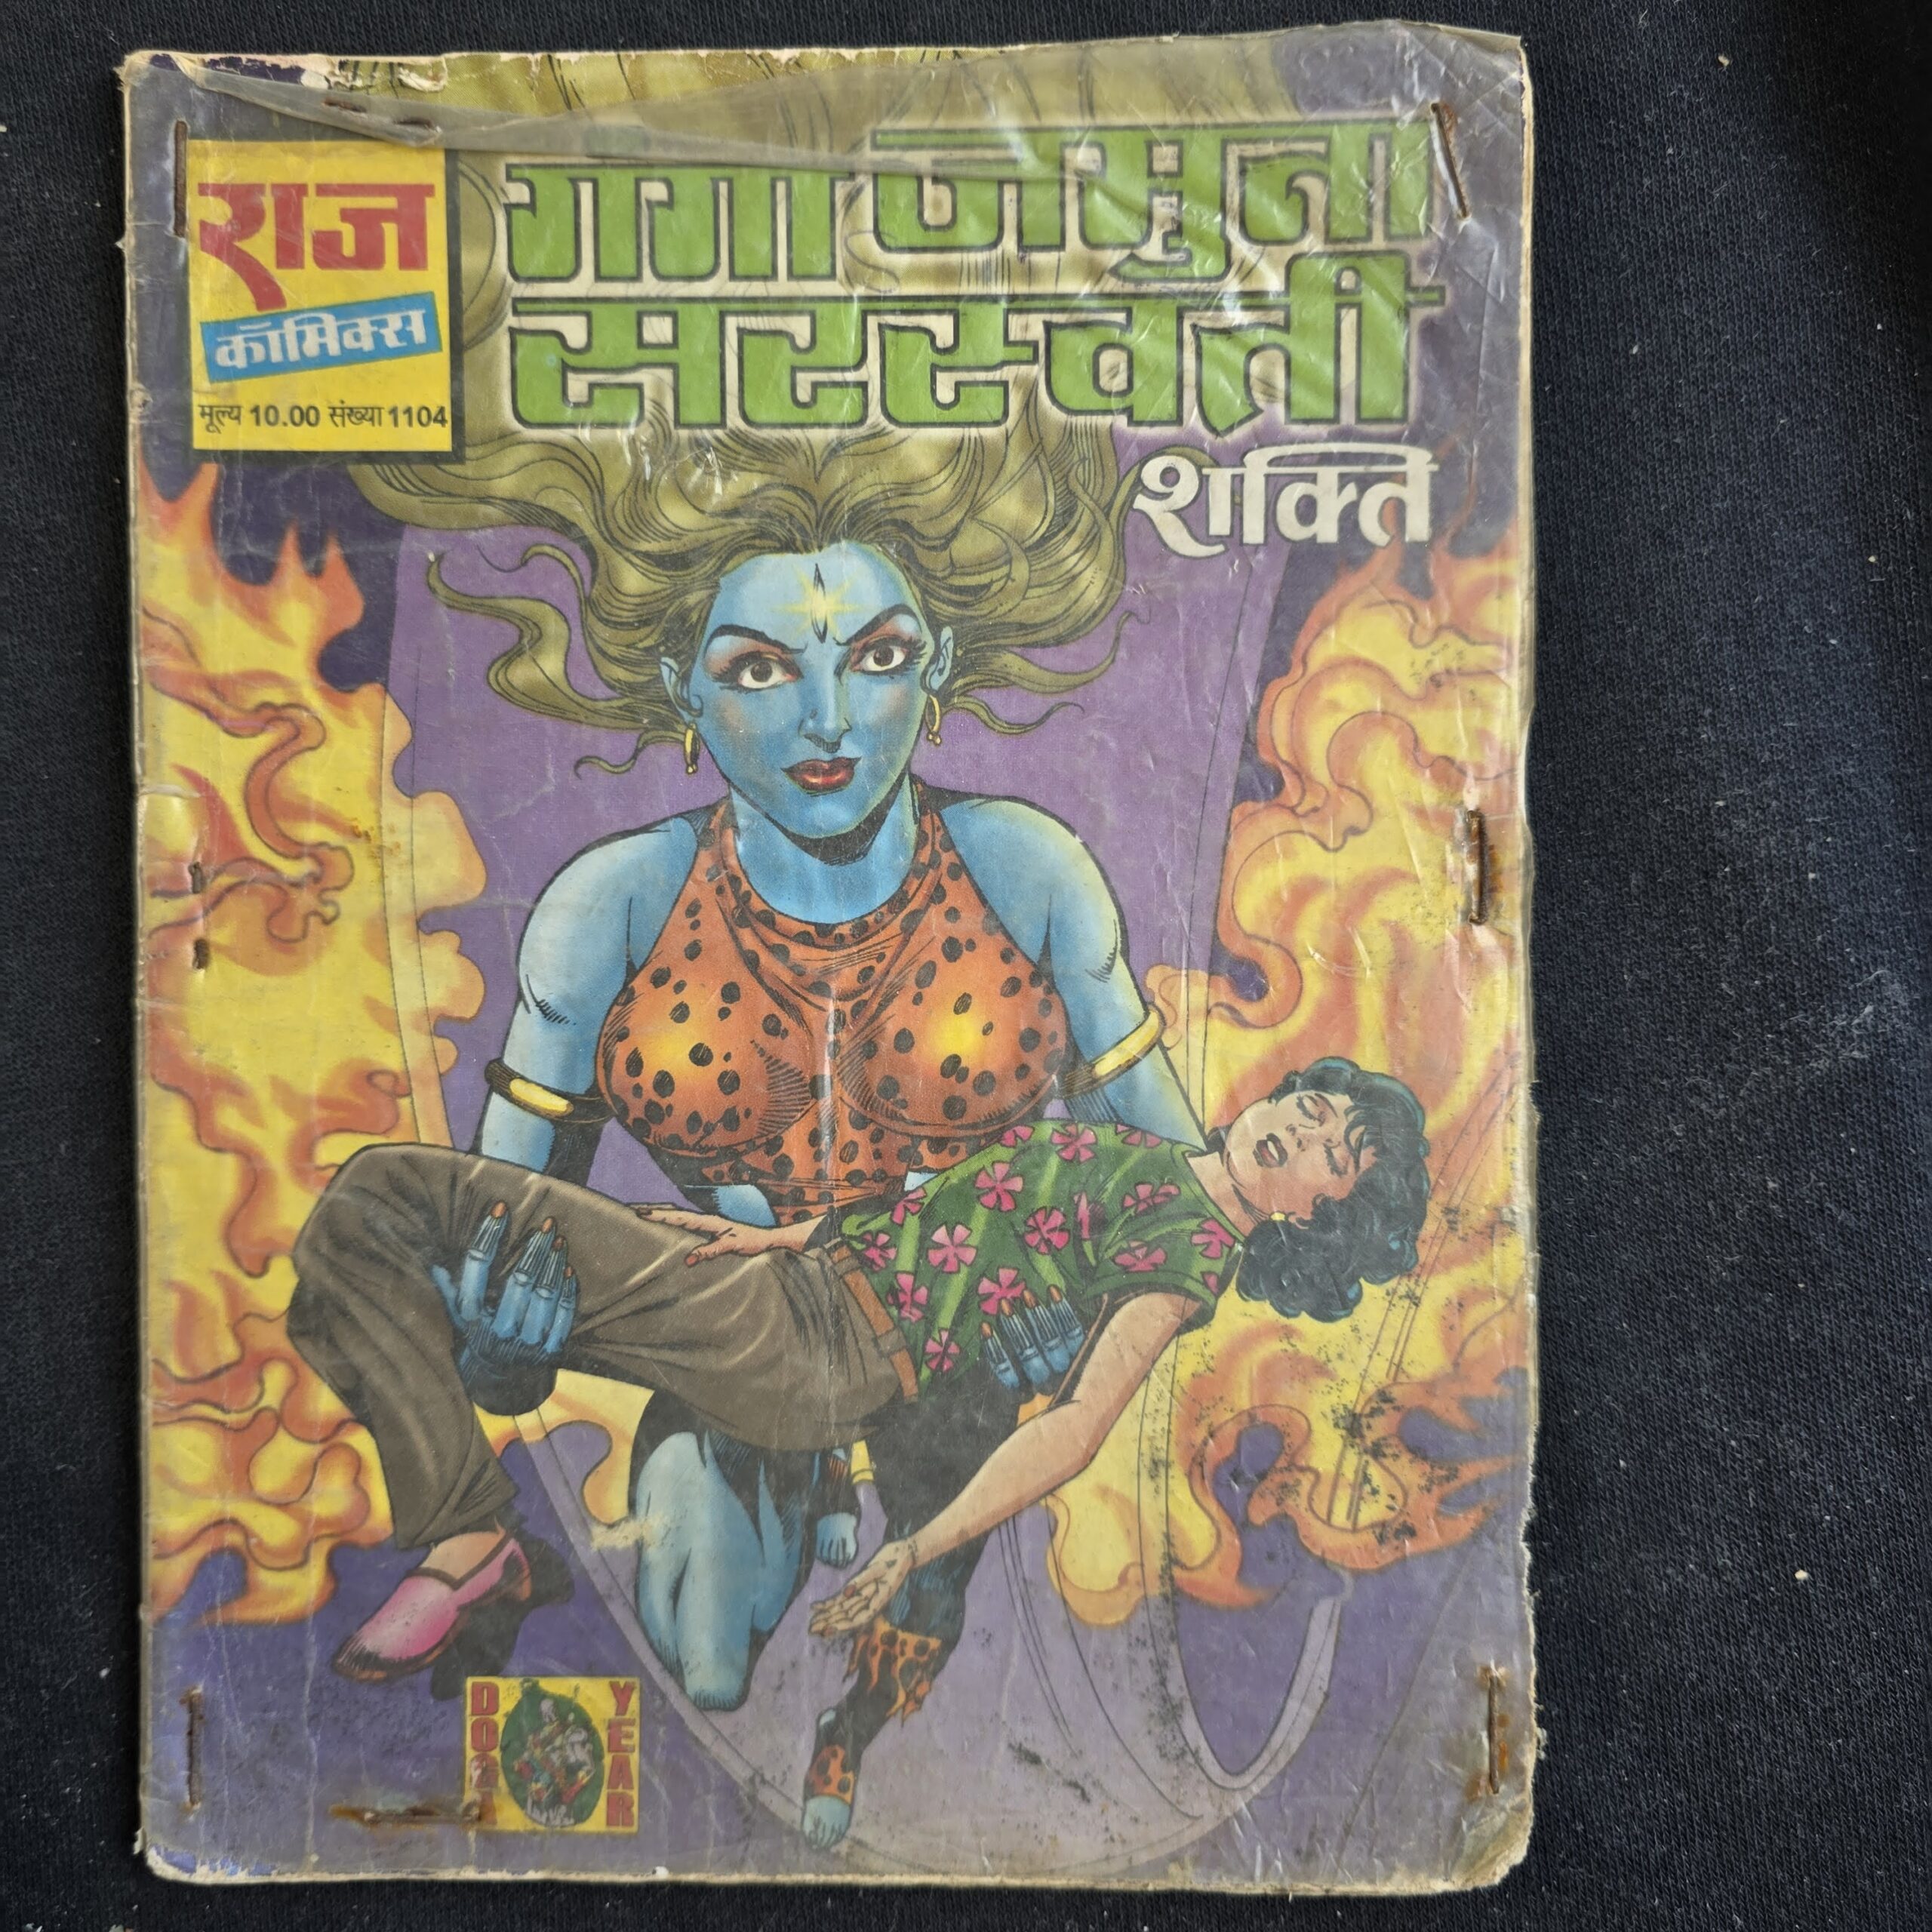 राज
कॉमिक्स
मूल्य 10.00 संख्या 1104
गंगा जमुना
सरस्वती
शक्ति
DOGA
YEAR